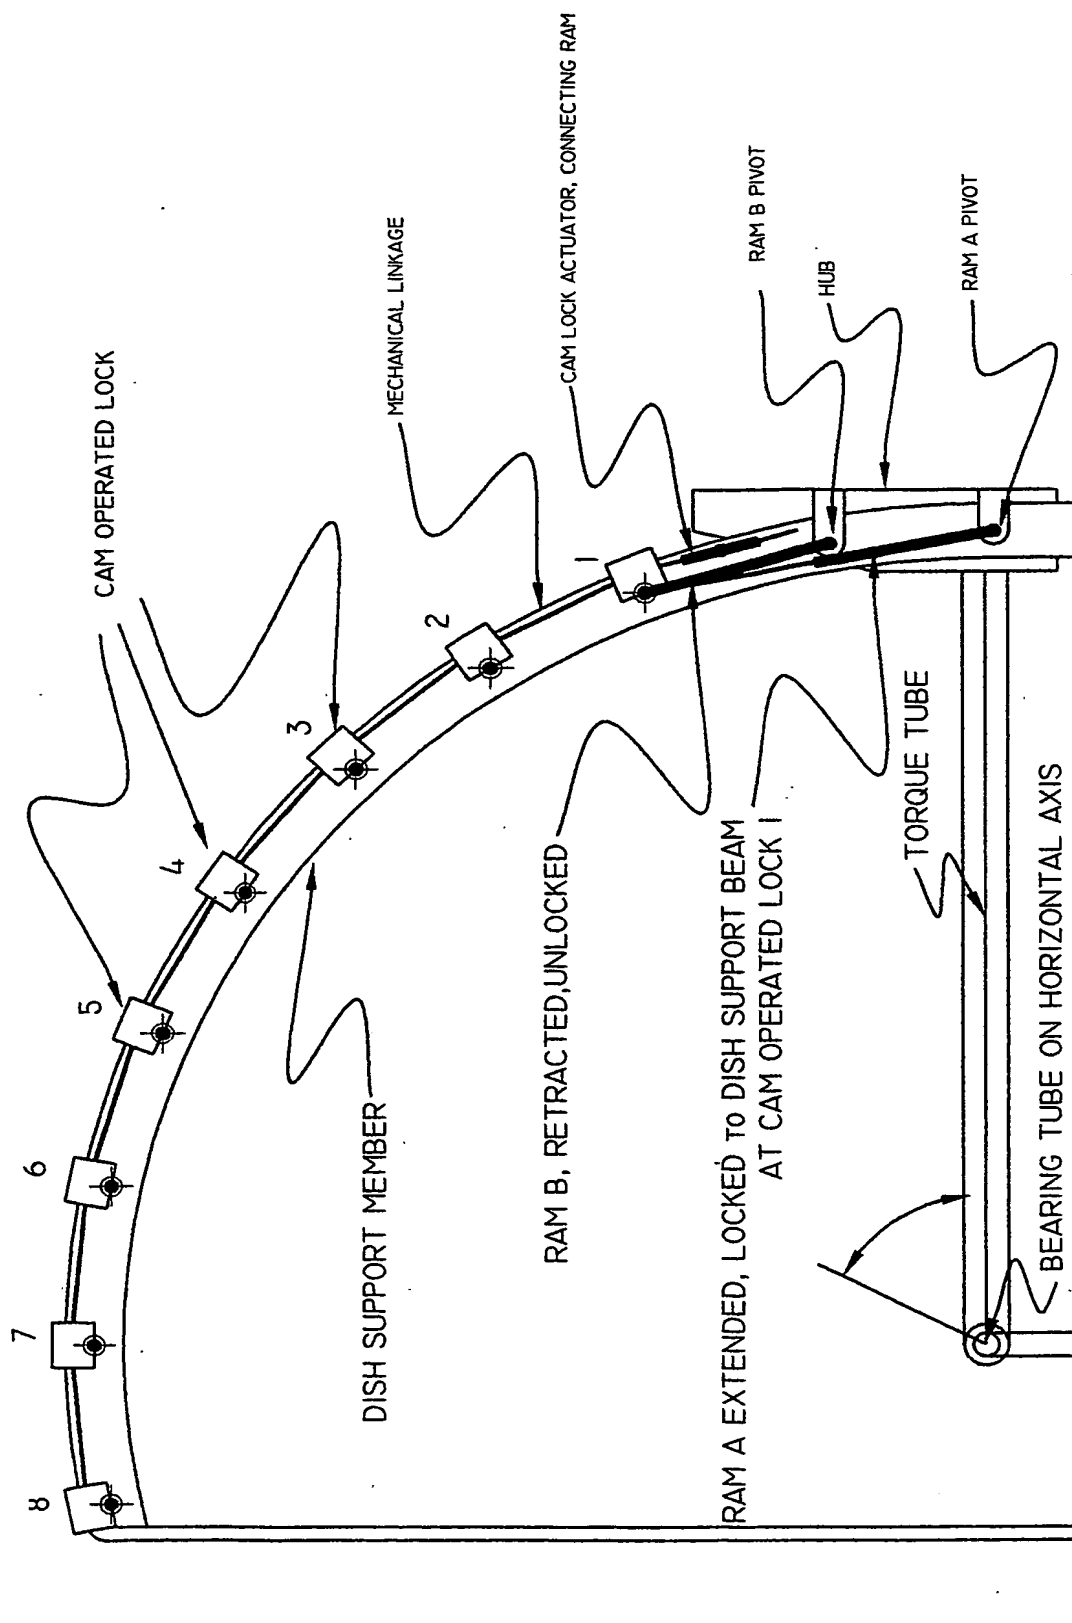 CAM OPERATED LOCK
MECHANICAL LINKAGE
CAM LOCK ACTUATOR, CONNECTING RAM
RAM B PIVOT
HUB
RAM A PIVOT
1
2
3
4
5
6
7
8
DISH SUPPORT MEMBER
RAM B, RETRACTED,UNLOCKED
RAM A EXTENDED, LOCKED TO DISH SUPPORT BEAM
AT CAM OPERATED LOCK 1
TORQUE TUBE
BEARING TUBE ON HORIZONTAL AXIS